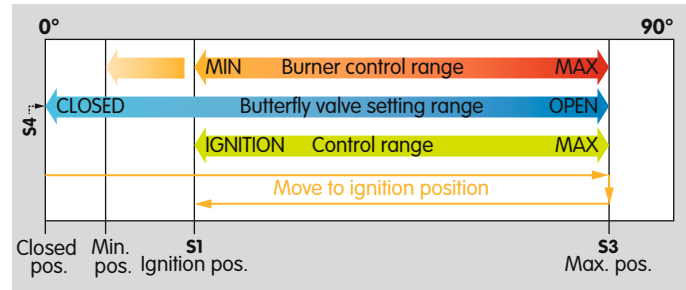 0° 90°
MIN Burner control range MAX
CLOSED Butterfly valve setting range OPEN
S4
IGNITION Control range MAX
Move to ignition position
Closed pos.
Min. pos.
S1
Ignition pos.
S3
Max. pos.